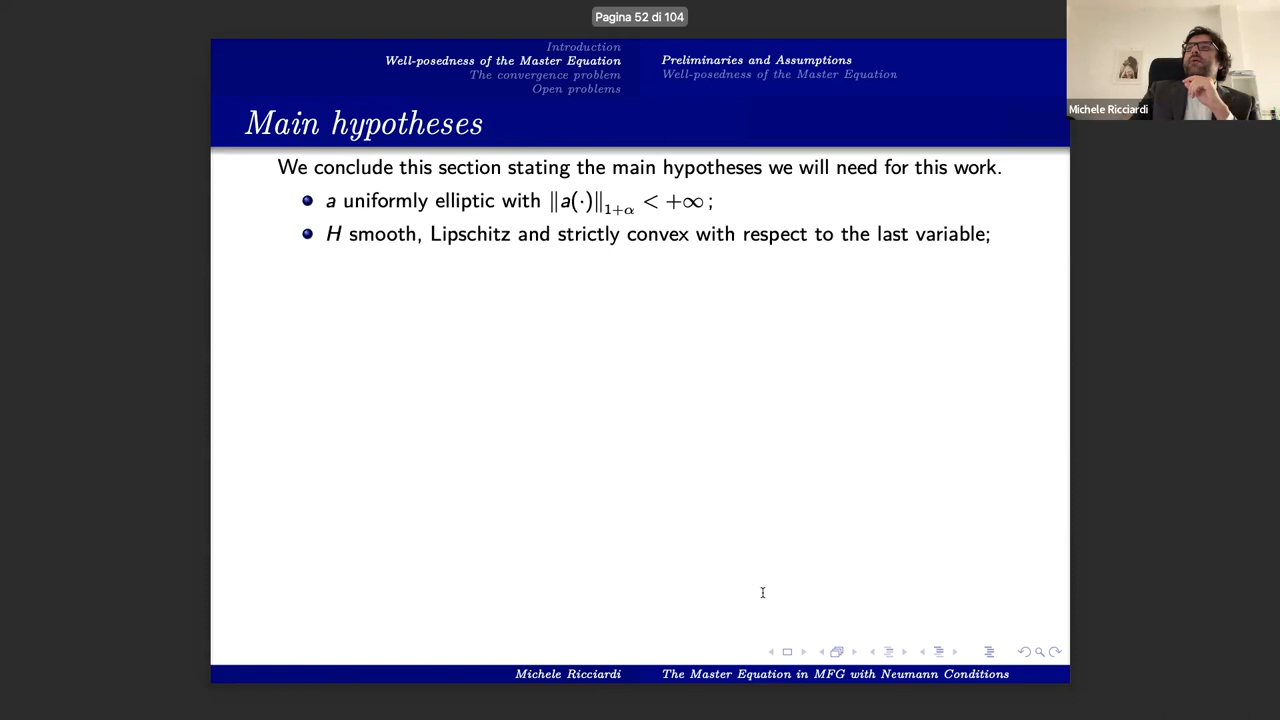 Pagina 52 di 104
Introduction
Well-posedness of the Master Equation
The convergence problem
Open problems
Preliminaries and Assumptions
Well-posedness of the Master Equation
Michele Ricciardi
Main hypotheses
We conclude this section stating the main hypotheses we will need for this work.
a uniformly elliptic with ‖a(·)‖₁₊α < +∞ ;
H smooth, Lipschitz and strictly convex with respect to the last variable;
Michele Ricciardi
The Master Equation in MFG with Neumann Conditions